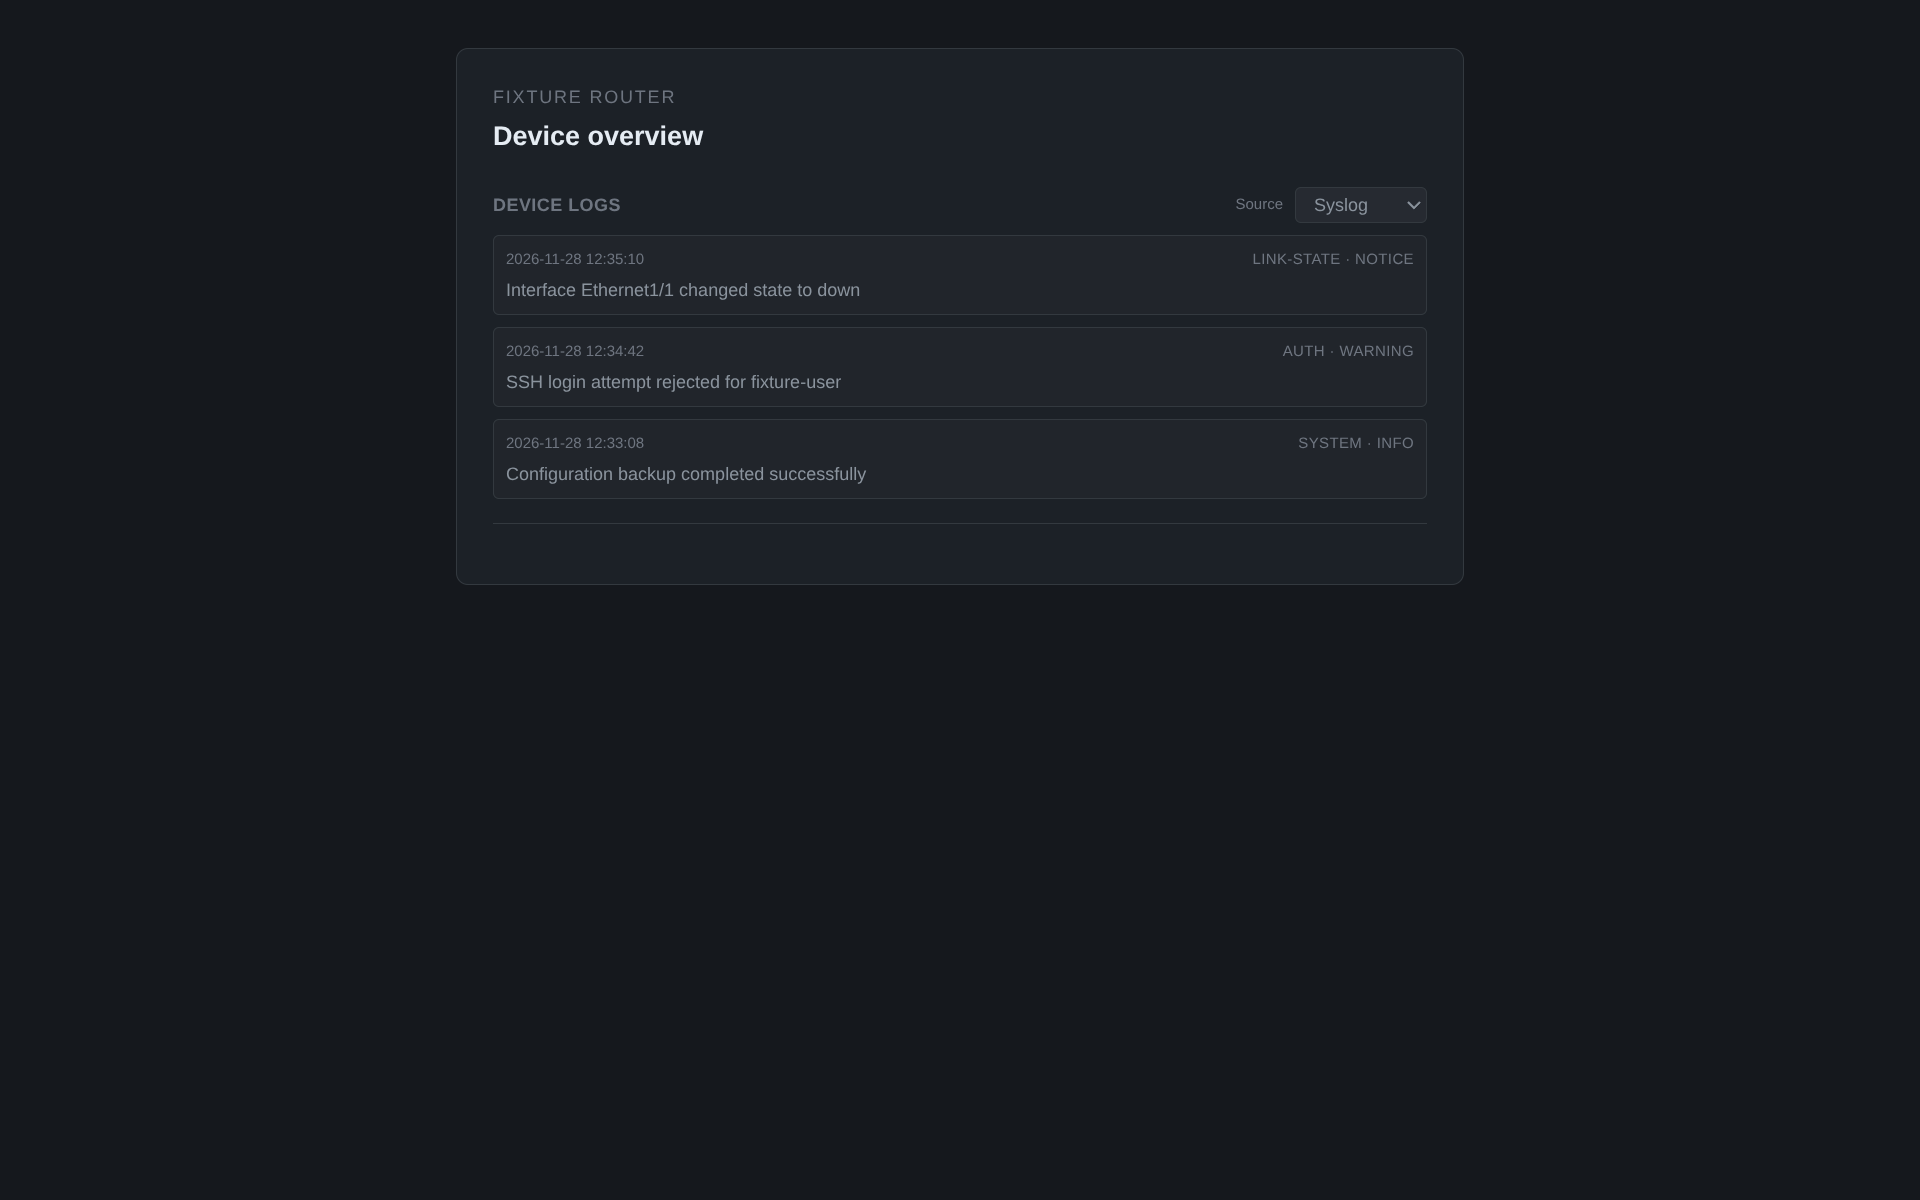 FIXTURE ROUTER
Device overview
DEVICE LOGS
Source
Syslog
2026-11-28 12:35:10
LINK-STATE · NOTICE
Interface Ethernet1/1 changed state to down
2026-11-28 12:34:42
AUTH · WARNING
SSH login attempt rejected for fixture-user
2026-11-28 12:33:08
SYSTEM · INFO
Configuration backup completed successfully